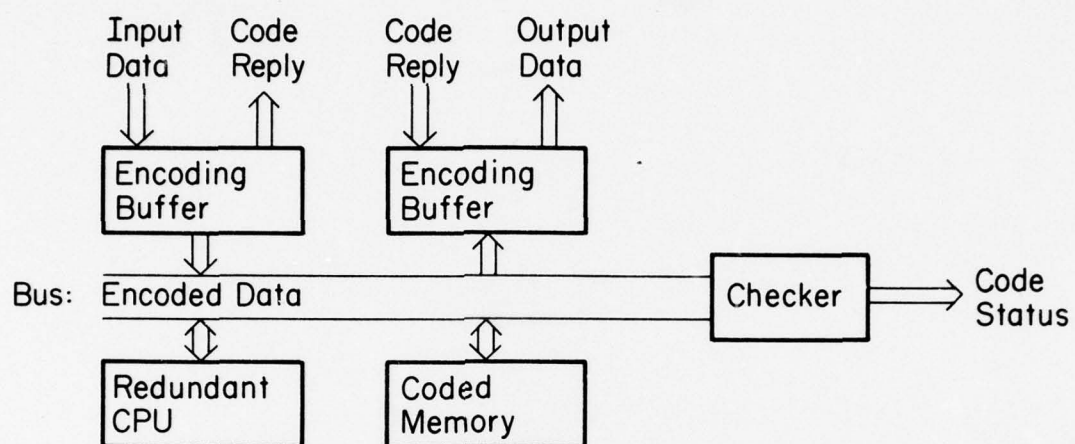 Input Data
Code Reply
Code Reply
Output Data
Encoding Buffer
Encoding Buffer
Bus: Encoded Data
Checker
Code Status
Redundant CPU
Coded Memory